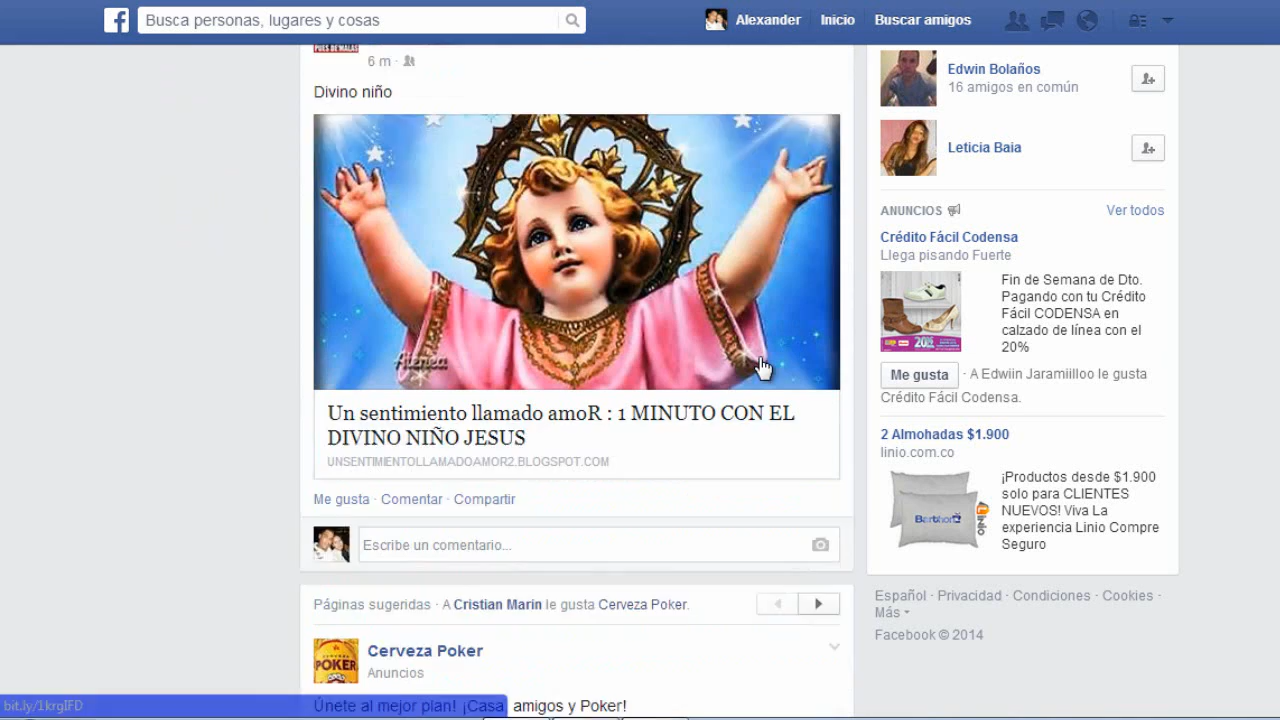 Busca personas, lugares y cosas
Alexander
Inicio
Buscar amigos
PUES DE MALAS
6 m ·
Divino niño
Un sentimiento llamado amoR : 1 MINUTO CON EL
DIVINO NIÑO JESUS
UNSENTIMIENTOLLAMADOAMOR2.BLOGSPOT.COM
Me gusta · Comentar · Compartir
Escribe un comentario...
Páginas sugeridas · A Cristian Marin le gusta Cerveza Poker.
POKER
Cerveza Poker
Anuncios
Únete al mejor plan! ¡Casa, amigos y Poker!
bit.ly/1krgIFD
Edwin Bolaños
16 amigos en común
Leticia Baia
ANUNCIOS
Ver todos
Crédito Fácil Codensa
Llega pisando Fuerte
20%
Fin de Semana de Dto.
Pagando con tu Crédito
Fácil CODENSA en
calzado de línea con el
20%
Me gusta · A Edwiin Jaramiilloo le gusta
Crédito Fácil Codensa.
2 Almohadas $1.900
linio.com.co
Linio
¡Productos desde $1.900
solo para CLIENTES
NUEVOS! Viva La
experiencia Linio Compre
Seguro
Español · Privacidad · Condiciones · Cookies ·
Más
Facebook © 2014